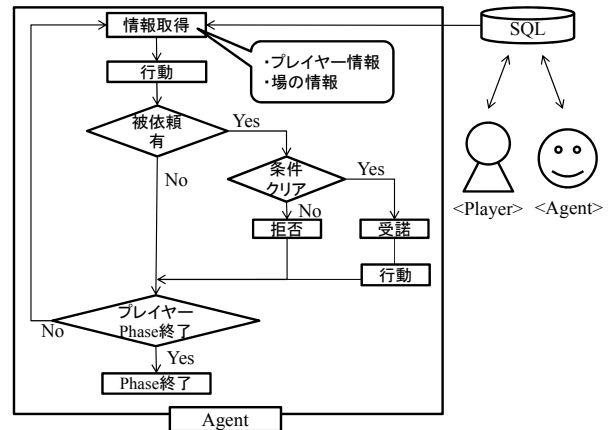 情報取得
SQL
・プレイヤー情報
・場の情報
行動
被依頼
有
Yes
No
条件
クリア
Yes
No
<Player>
<Agent>
拒否
受諾
行動
プレイヤー
Phase終了
No
Yes
Phase終了
Agent